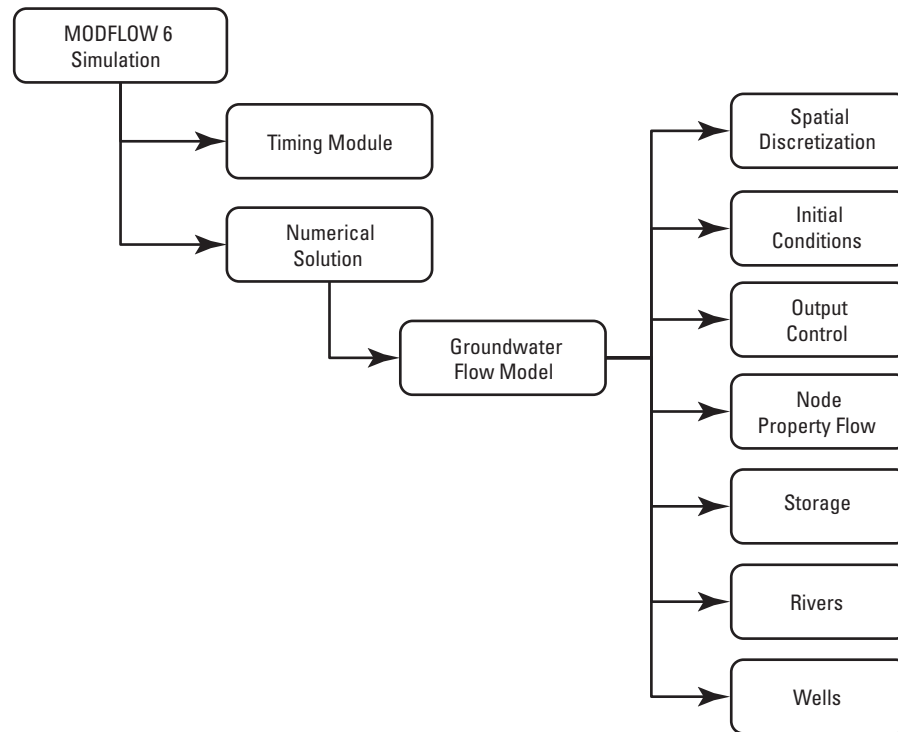 MODFLOW 6
Simulation
Timing Module
Numerical
Solution
Groundwater
Flow Model
Spatial
Discretization
Initial
Conditions
Output
Control
Node
Property Flow
Storage
Rivers
Wells